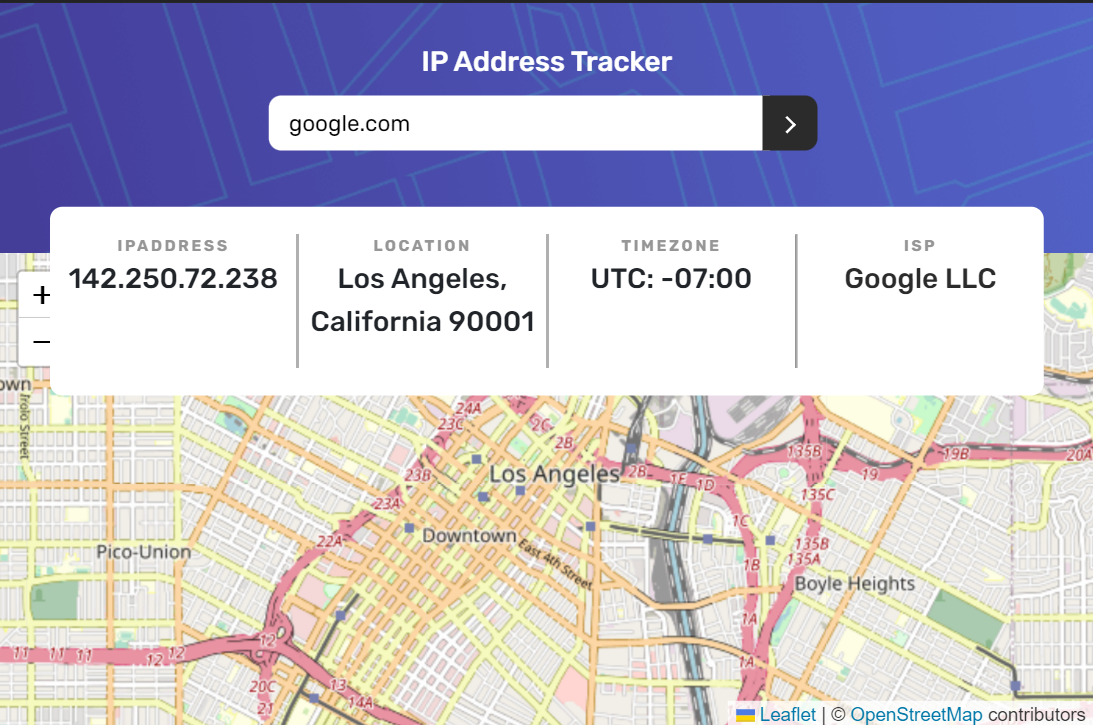 IP Address Tracker
google.com
IPADDRESS
142.250.72.238
LOCATION
Los Angeles,
California 90001
TIMEZONE
UTC: -07:00
ISP
Google LLC
+
−
own
Irolo Street
24A
23C
2C
2B
23B
Los Angeles
2B
1F
1D
135B
19
19B
20A
23A
135C
22A
Downtown
1C
East 4th Street
135B
135A
Pico-Union
1B
Boyle Heights
1A
12
11 11 11
12 12
1A
20C
13
14A
21
Leaflet | © OpenStreetMap contributors